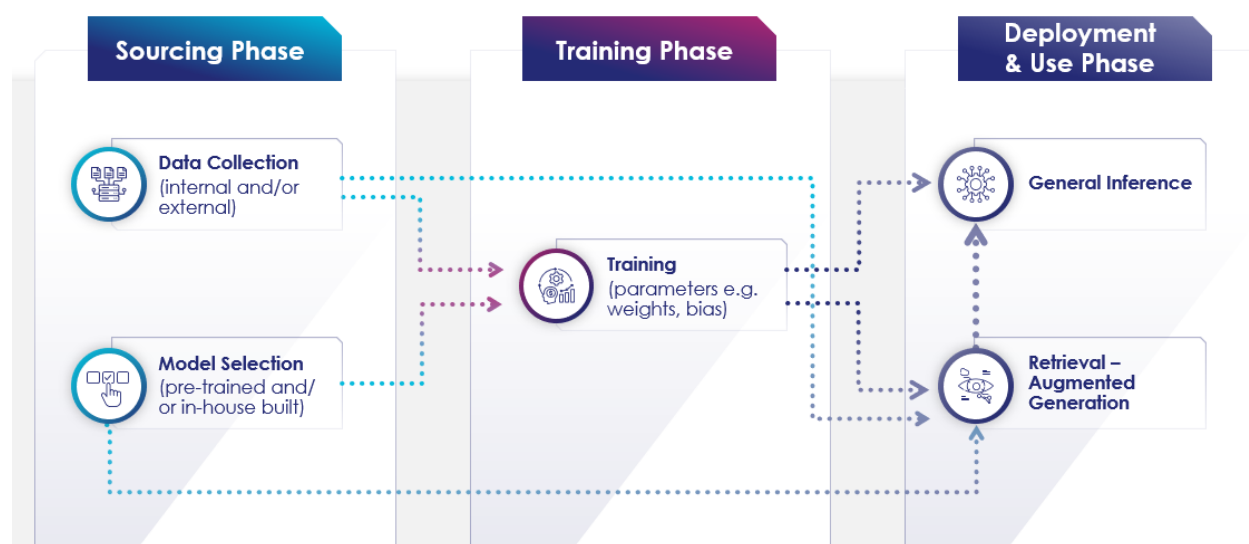 Sourcing Phase
Training Phase
Deployment
& Use Phase
Data Collection
(internal and/or
external)
General Inference
Training
(parameters e.g.
weights, bias)
Model Selection
(pre-trained and/
or in-house built)
Retrieval –
Augmented
Generation